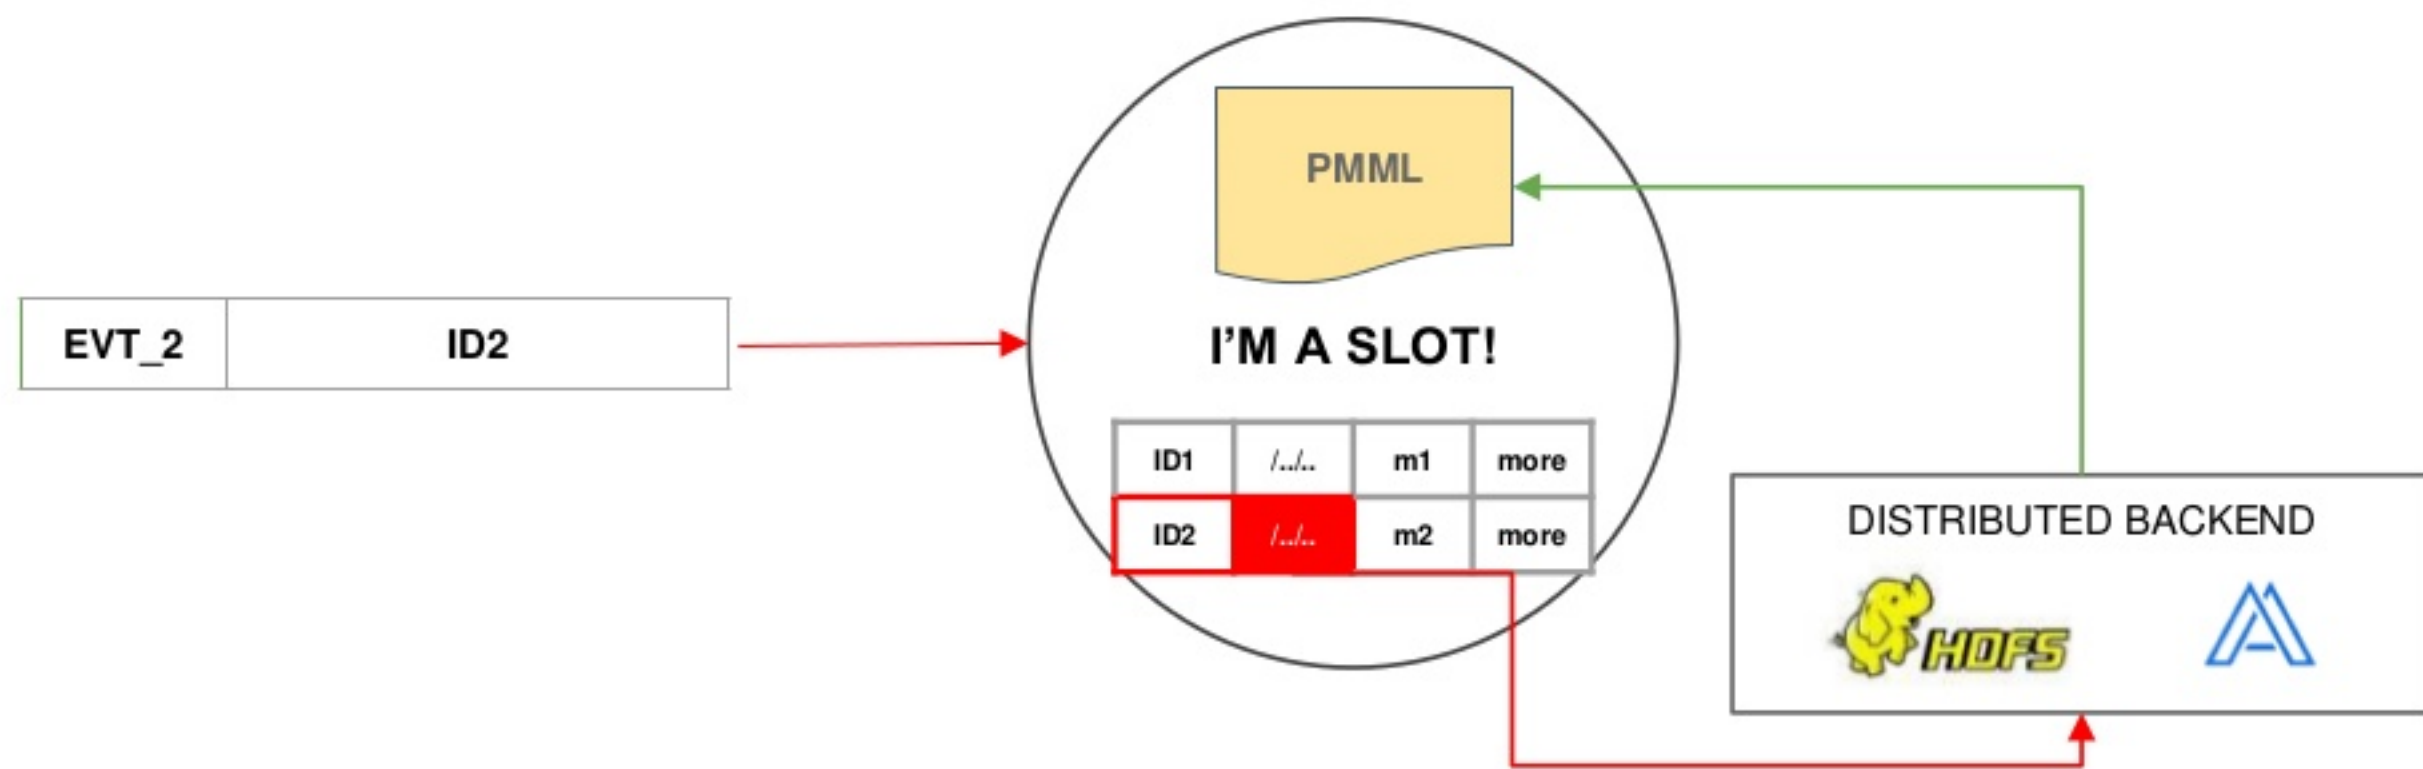 PMML
EVT_2 ID2
I'M A SLOT!
ID1 /../.. m1 more
ID2 /../.. m2 more
DISTRIBUTED BACKEND
HDFS